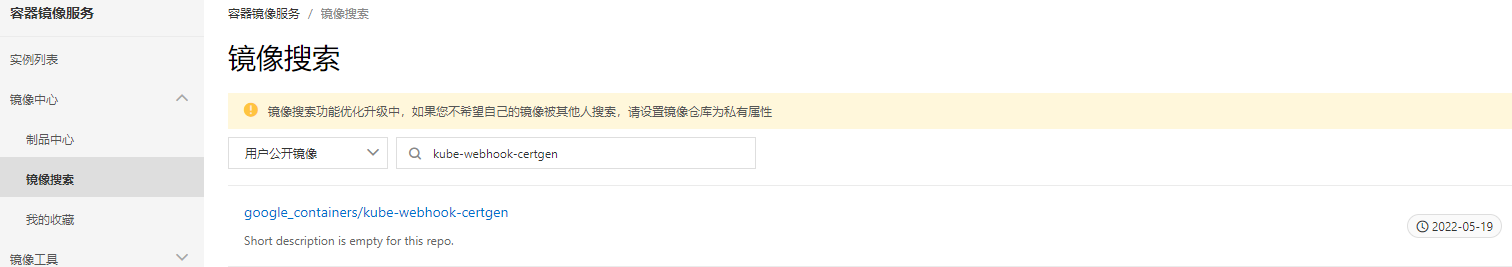 容器镜像服务
容器镜像服务 / 镜像搜索
镜像搜索
实例列表
镜像中心
制品中心
镜像搜索
我的收藏
镜像工具
镜像搜索功能优化升级中，如果您不希望自己的镜像被其他人搜索，请设置镜像仓库为私有属性
用户公开镜像
kube-webhook-certgen
google_containers/kube-webhook-certgen
Short description is empty for this repo.
2022-05-19